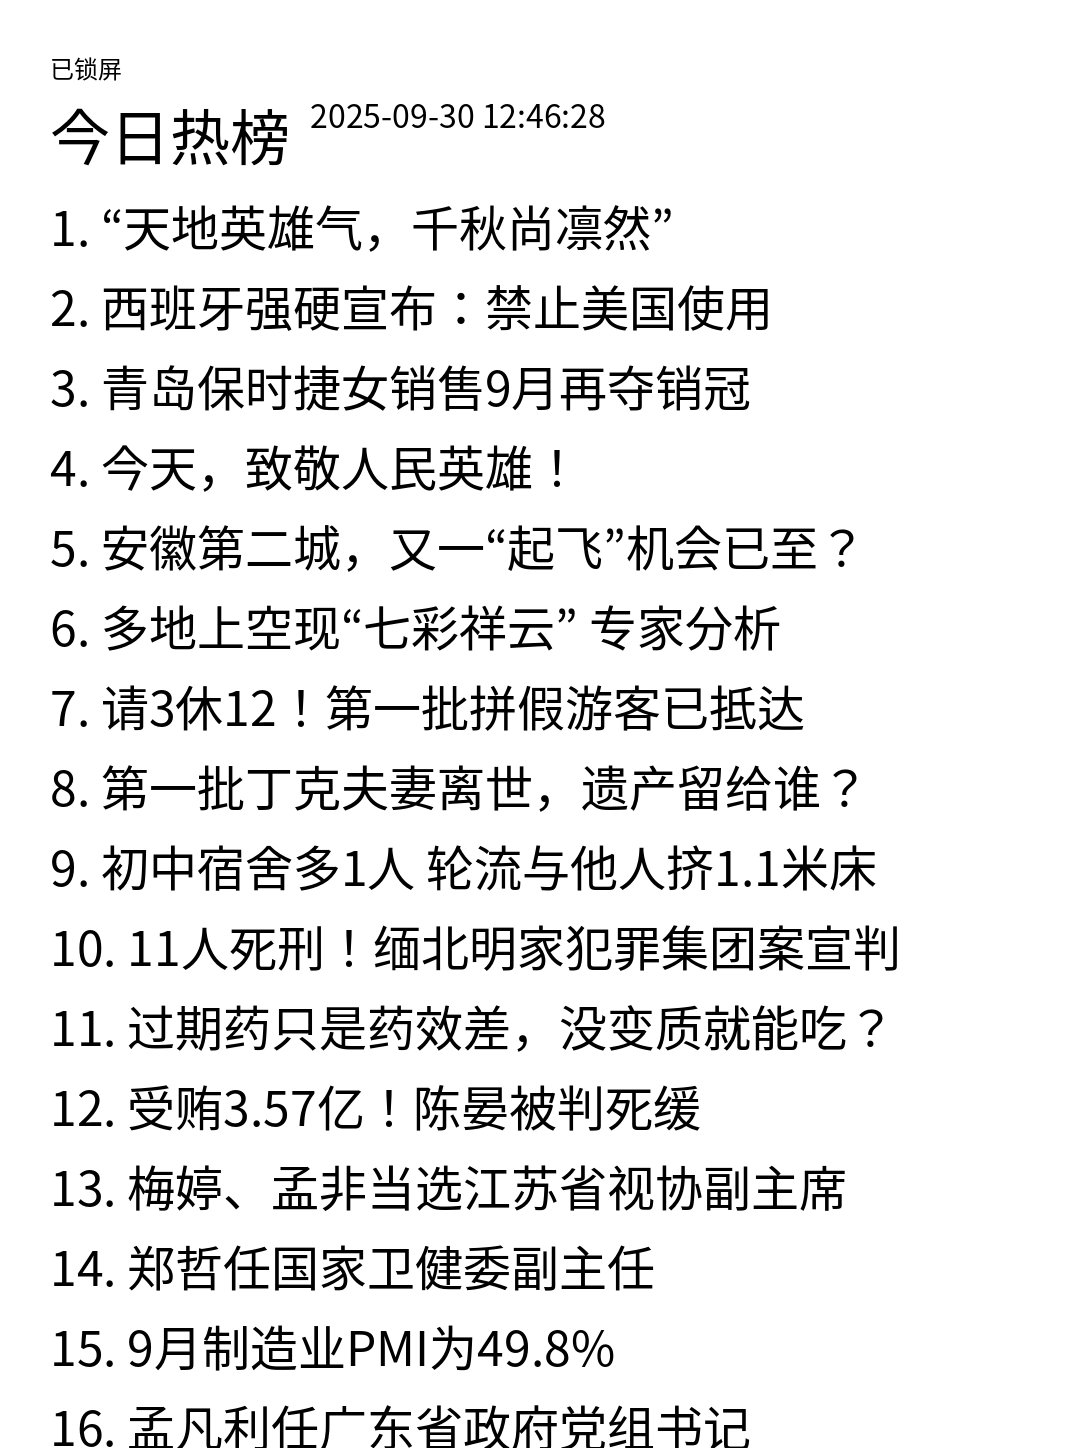 已锁屏
今日热榜 2025-09-30 12:46:28
1. “天地英雄气，千秋尚凛然”
2. 西班牙强硬宣布：禁止美国使用
3. 青岛保时捷女销售9月再夺销冠
4. 今天，致敬人民英雄！
5. 安徽第二城，又一“起飞”机会已至？
6. 多地上空现“七彩祥云” 专家分析
7. 请3休12！第一批拼假游客已抵达
8. 第一批丁克夫妻离世，遗产留给谁？
9. 初中宿舍多1人 轮流与他人挤1.1米床
10. 11人死刑！缅北明家犯罪集团案宣判
11. 过期药只是药效差，没变质就能吃？
12. 受贿3.57亿！陈晏被判死缓
13. 梅婷、孟非当选江苏省视协副主席
14. 郑哲任国家卫健委副主任
15. 9月制造业PMI为49.8%
16. 孟凡利任广东省政府党组书记